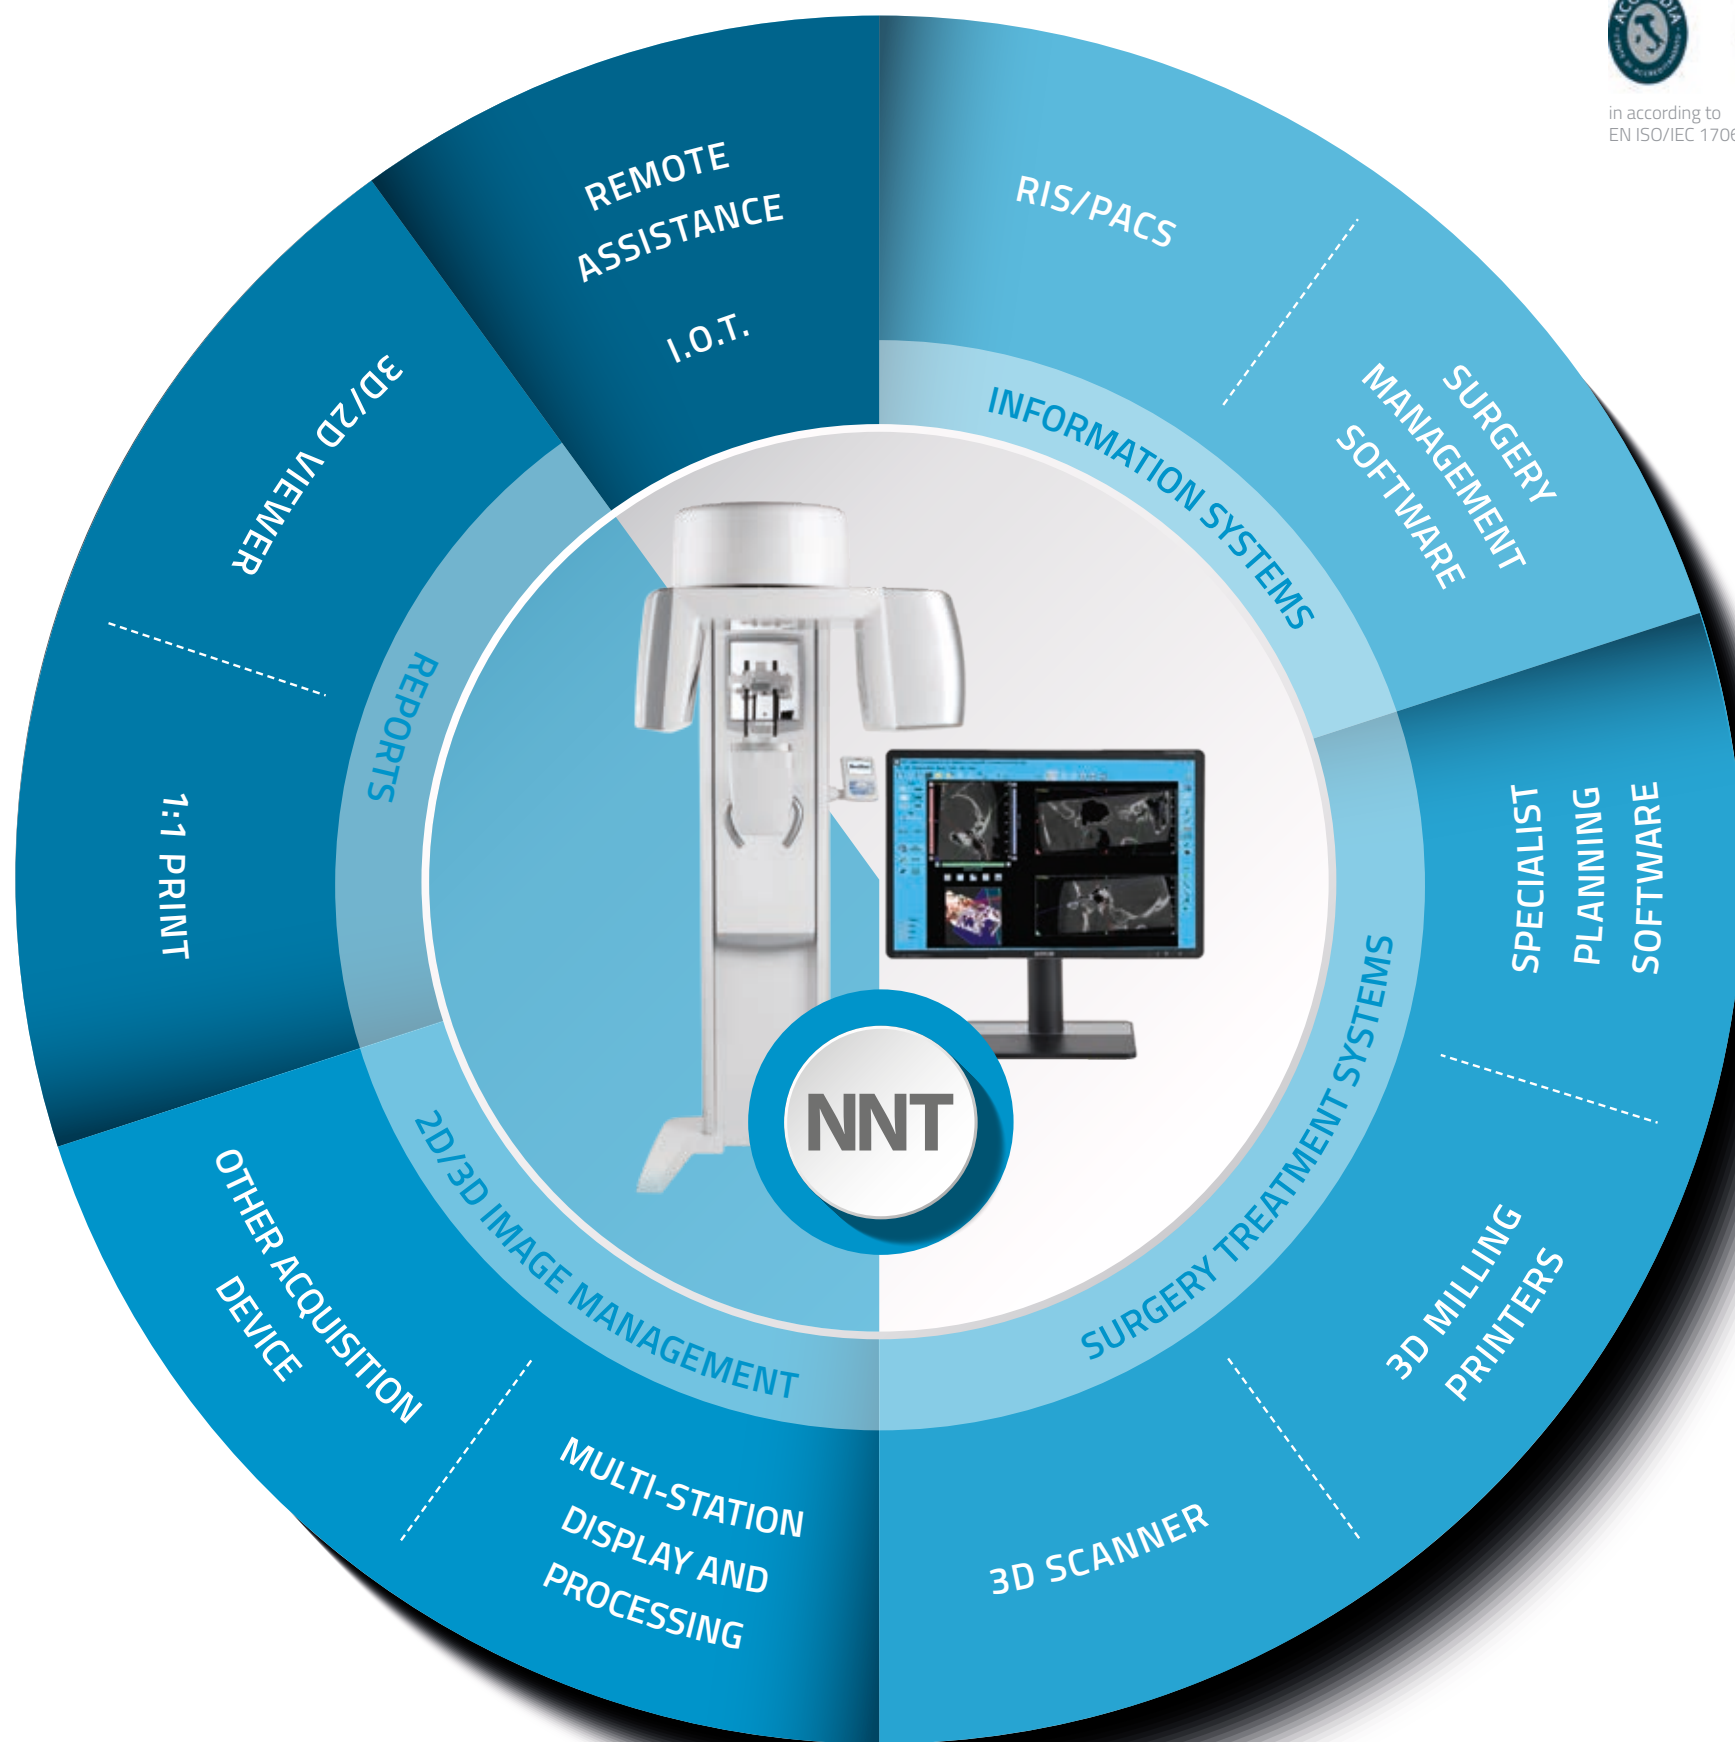 ACCREDIA
in according to
EN ISO/IEC 1706
REMOTE
ASSISTANCE
I.O.T.
RIS/PACS
SURGERY
MANAGEMENT
SOFTWARE
INFORMATION SYSTEMS
SPECIALIST
PLANNING
SOFTWARE
3D MILLING
PRINTERS
3D SCANNER
SURGERY TREATMENT SYSTEMS
MULTI-STATION
DISPLAY AND
PROCESSING
OTHER ACQUISITION
DEVICE
2D/3D IMAGE MANAGEMENT
1:1 PRINT
3D/2D VIEWER
REPORTS
NNT